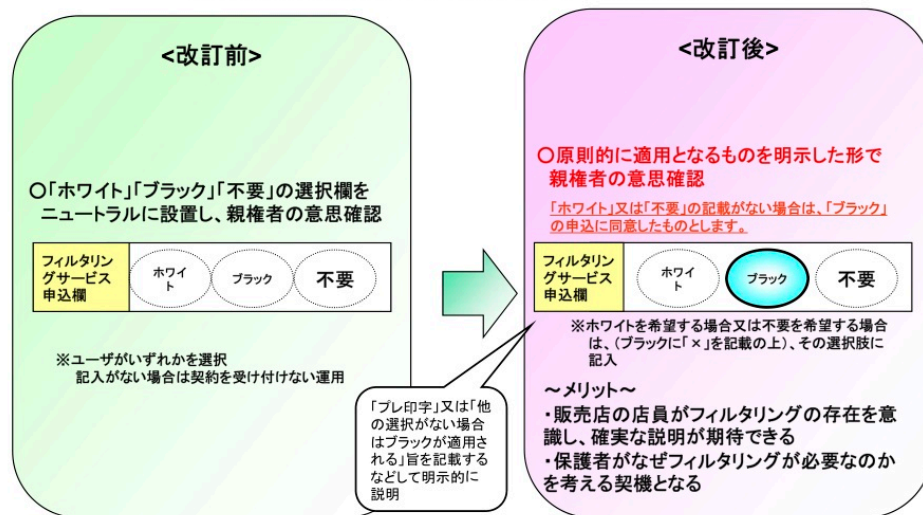 <改訂前>
〇「ホワイト」「ブラック」「不要」の選択欄を
ニュートラルに設置し、親権者の意思確認
フィルタリン
グサービス
申込欄
ホワイ
ト
ブラック
不要
※ユーザがいずれかを選択
記入がない場合は契約を受け付けない運用
<改訂後>
〇原則的に適用となるものを明示した形で
親権者の意思確認
「ホワイト」又は「不要」の記載がない場合は、「ブラック」
の申込に同意したものとします。
フィルタリン
グサービス
申込欄
ホワイ
ト
ブラック
不要
※ホワイトを希望する場合又は不要を希望する場合
は、(ブラックに「×」を記載の上)、その選択肢に
記入
「プレ印字」又は「他
の選択がない場合
はブラックが適用さ
れる」旨を記載する
などして明示的に
説明
～メリット～
・販売店の店員がフィルタリングの存在を意
識し、確実な説明が期待できる
・保護者がなぜフィルタリングが必要なのか
を考える契機となる